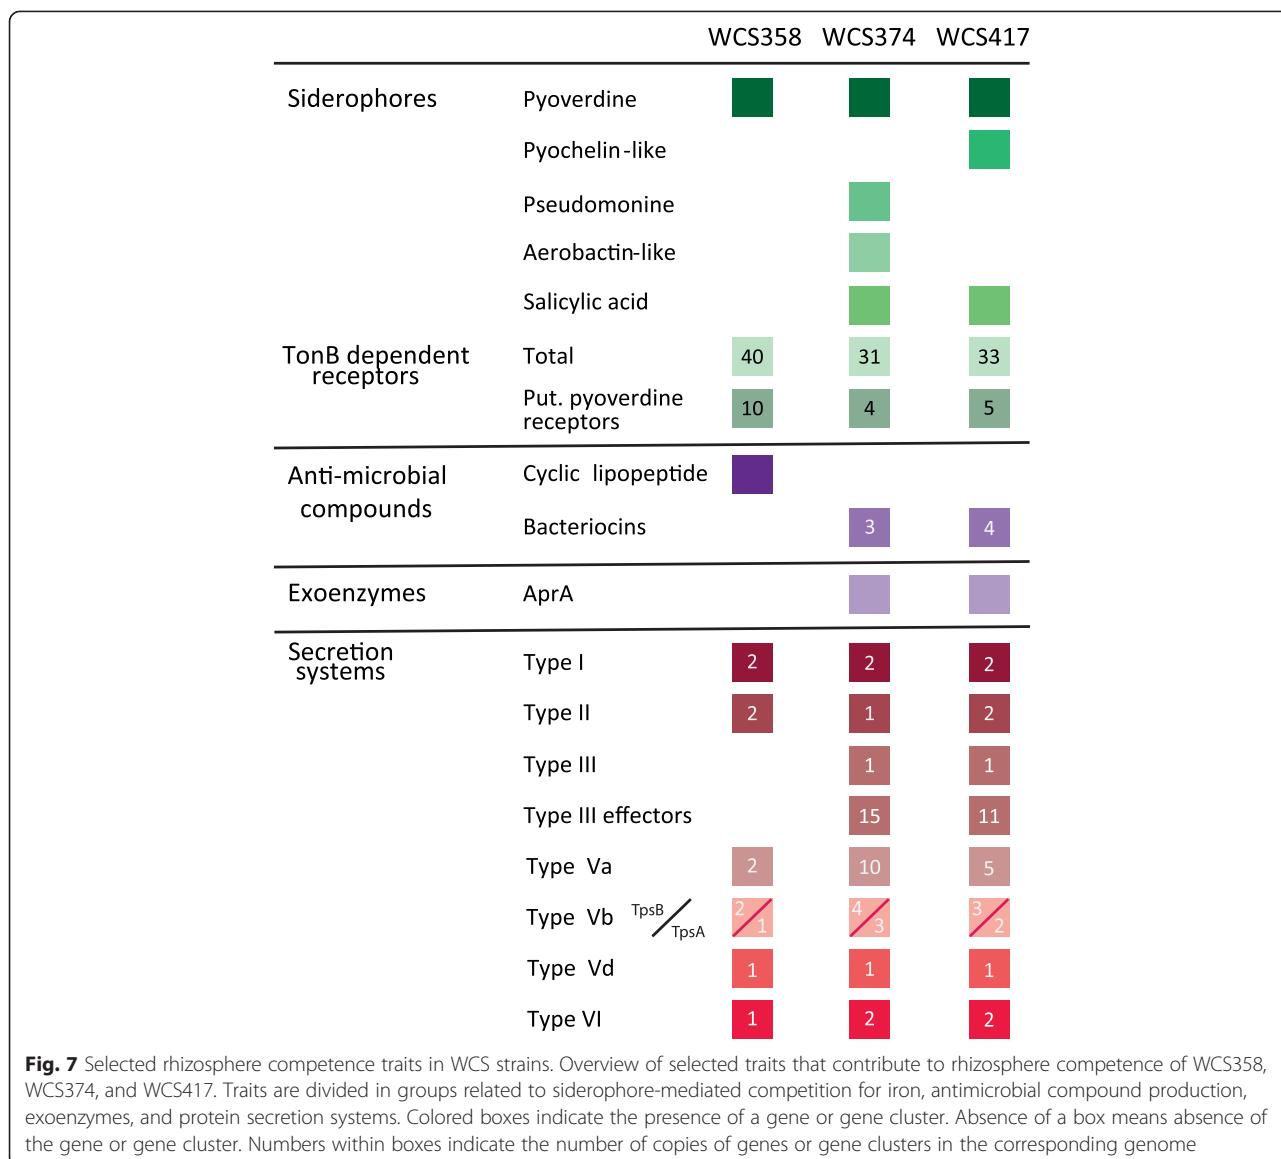 WCS358 WCS374 WCS417
Siderophores Pyoverdine
Pyochelin-like
Pseudomonine
Aerobactin-like
Salicylic acid
TonB dependent receptors Total 40 31 33
Put. pyoverdine receptors 10 4 5
Anti-microbial compounds Cyclic lipopeptide
Bacteriocins 3 4
Exoenzymes AprA
Secretion systems Type I 2 2 2
Type II 2 1 2
Type III 1 1
Type III effectors 15 11
Type Va 2 10 5
Type Vb TpsB/TpsA 2/1 4/3 3/2
Type Vd 1 1 1
Type VI 1 2 2
Fig. 7 Selected rhizosphere competence traits in WCS strains. Overview of selected traits that contribute to rhizosphere competence of WCS358,
WCS374, and WCS417. Traits are divided in groups related to siderophore-mediated competition for iron, antimicrobial compound production,
exoenzymes, and protein secretion systems. Colored boxes indicate the presence of a gene or gene cluster. Absence of a box means absence of
the gene or gene cluster. Numbers within boxes indicate the number of copies of genes or gene clusters in the corresponding genome